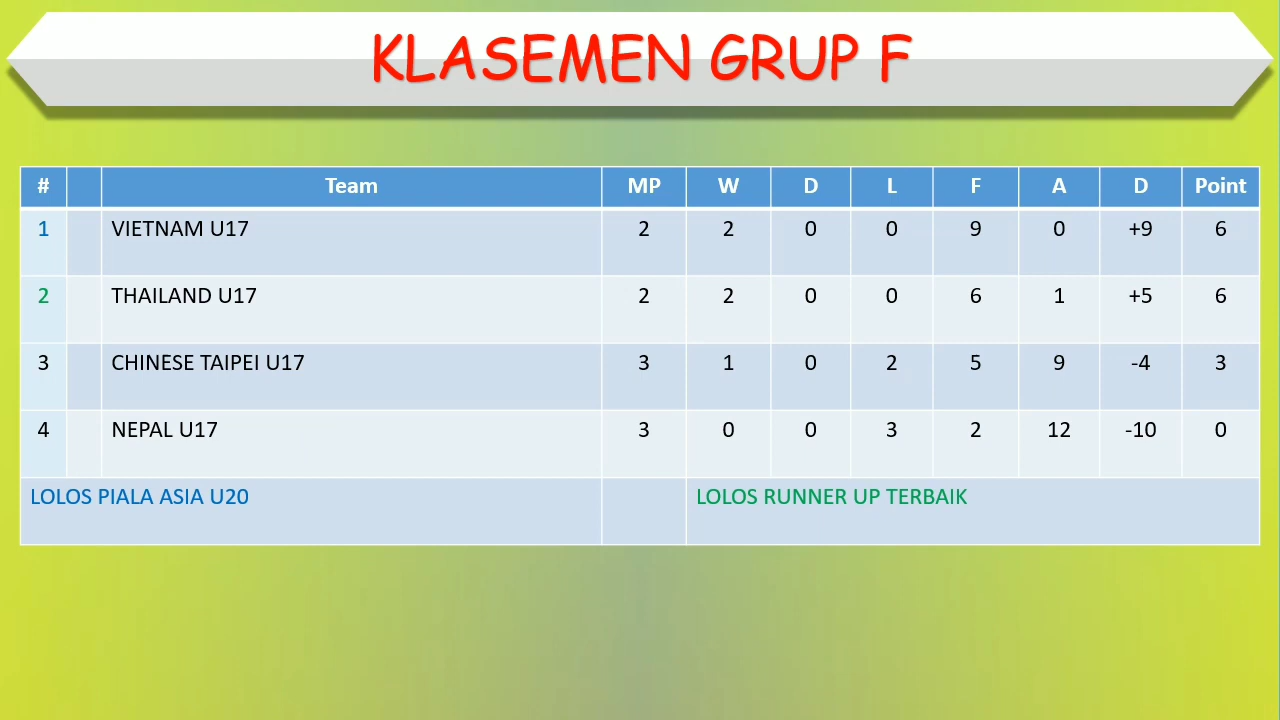 KLASEMEN GRUP F
# Team MP W D L F A D Point
1 VIETNAM U17 2 2 0 0 9 0 +9 6
2 THAILAND U17 2 2 0 0 6 1 +5 6
3 CHINESE TAIPEI U17 3 1 0 2 5 9 -4 3
4 NEPAL U17 3 0 0 3 2 12 -10 0
LOLOS PIALA ASIA U20 LOLOS RUNNER UP TERBAIK